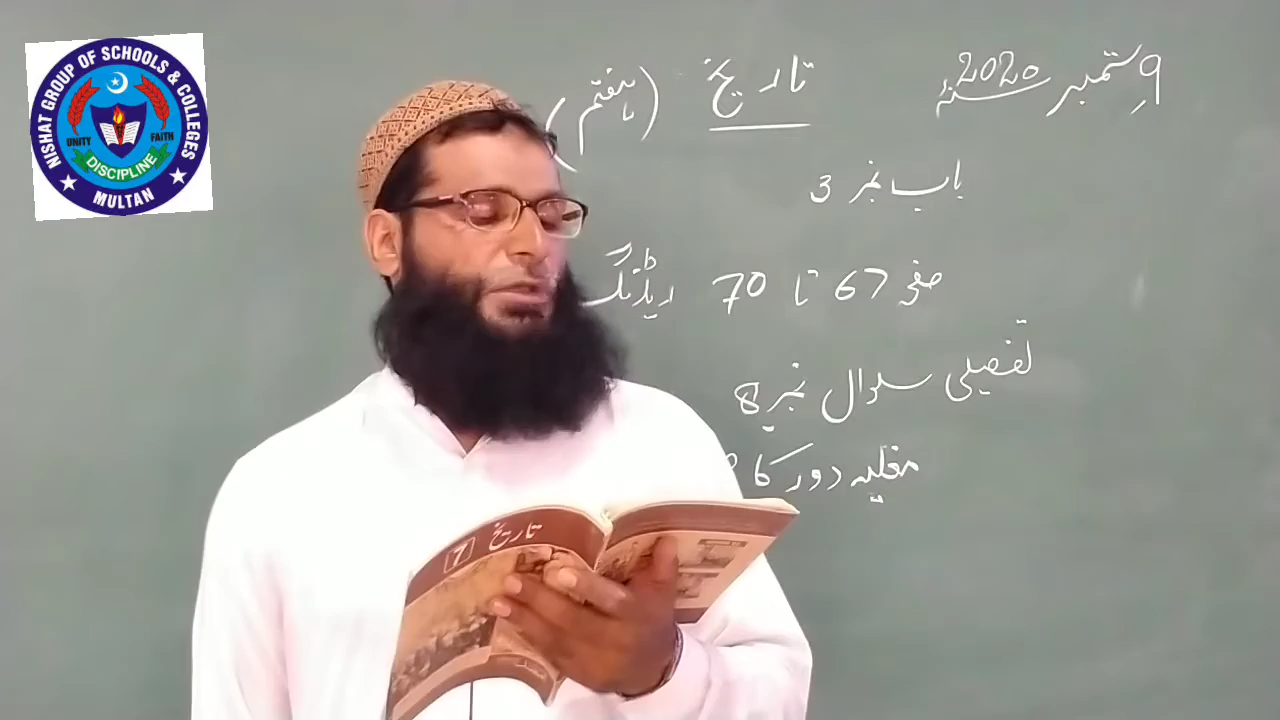 NISHAT GROUP OF SCHOOLS & COLLEGES
UNITY FAITH
DISCIPLINE
MULTAN
۹ ستمبر 2020ء
تاریخ (ہفتم)
باب نمبر 3
صفحہ 67 تا 70 ریڈنگ
تفصیلی سوال نمبر 8
مغلیہ دور کا
تاریخ 7